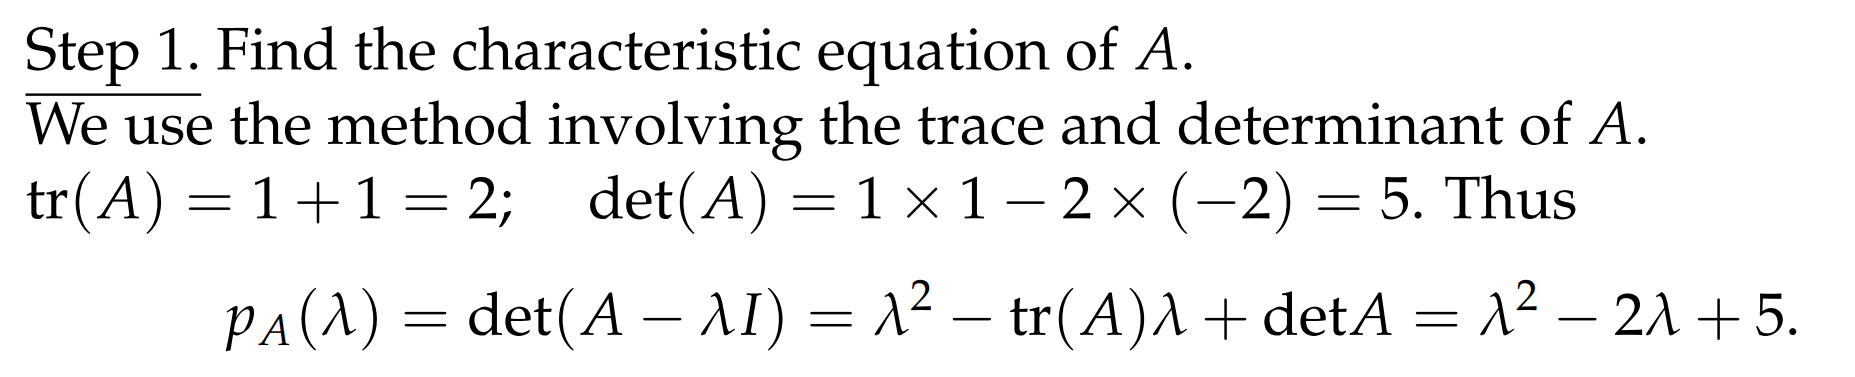 Step 1. Find the characteristic equation of A.
We use the method involving the trace and determinant of A.
tr(A) = 1 + 1 = 2; det(A) = 1 × 1 − 2 × (−2) = 5. Thus
p_A(λ) = det(A − λI) = λ² − tr(A)λ + detA = λ² − 2λ + 5.